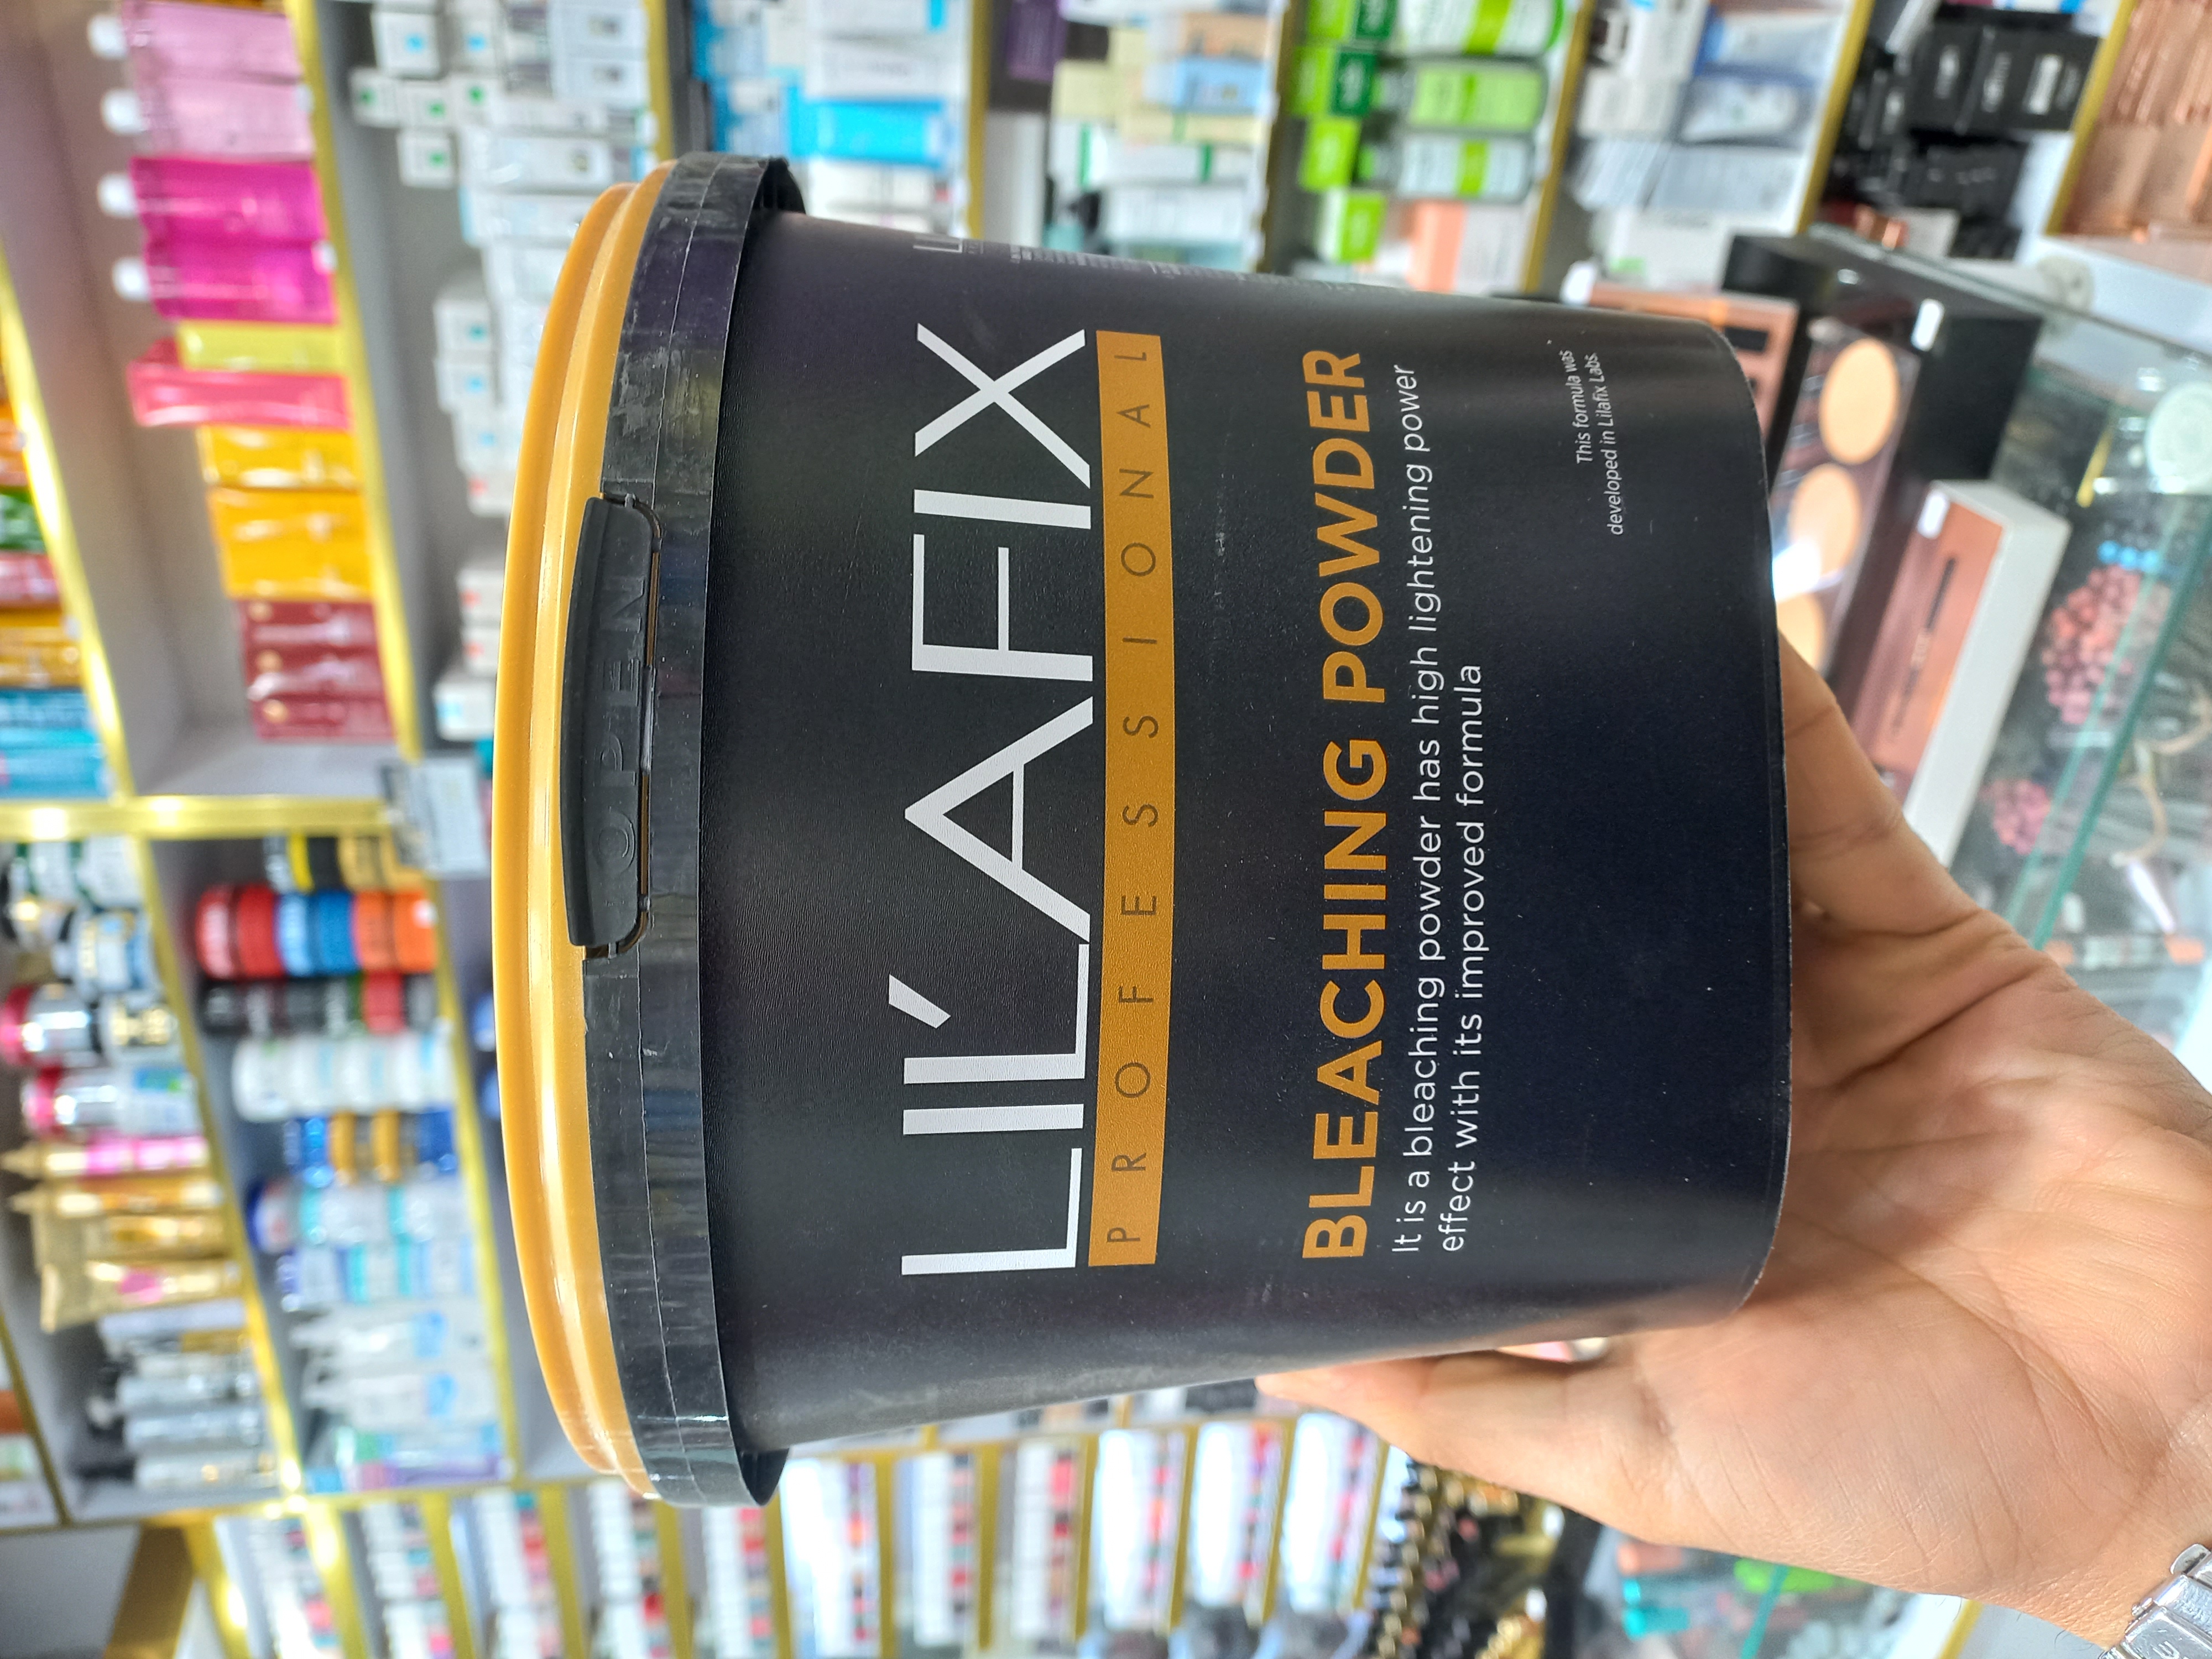 OPEN
LIL'AFIX
PROFESSIONAL
BLEACHING POWDER
It is a bleaching powder has high lightening power
effect with its improved formula
This formula was
developed in Lilafix Labs.